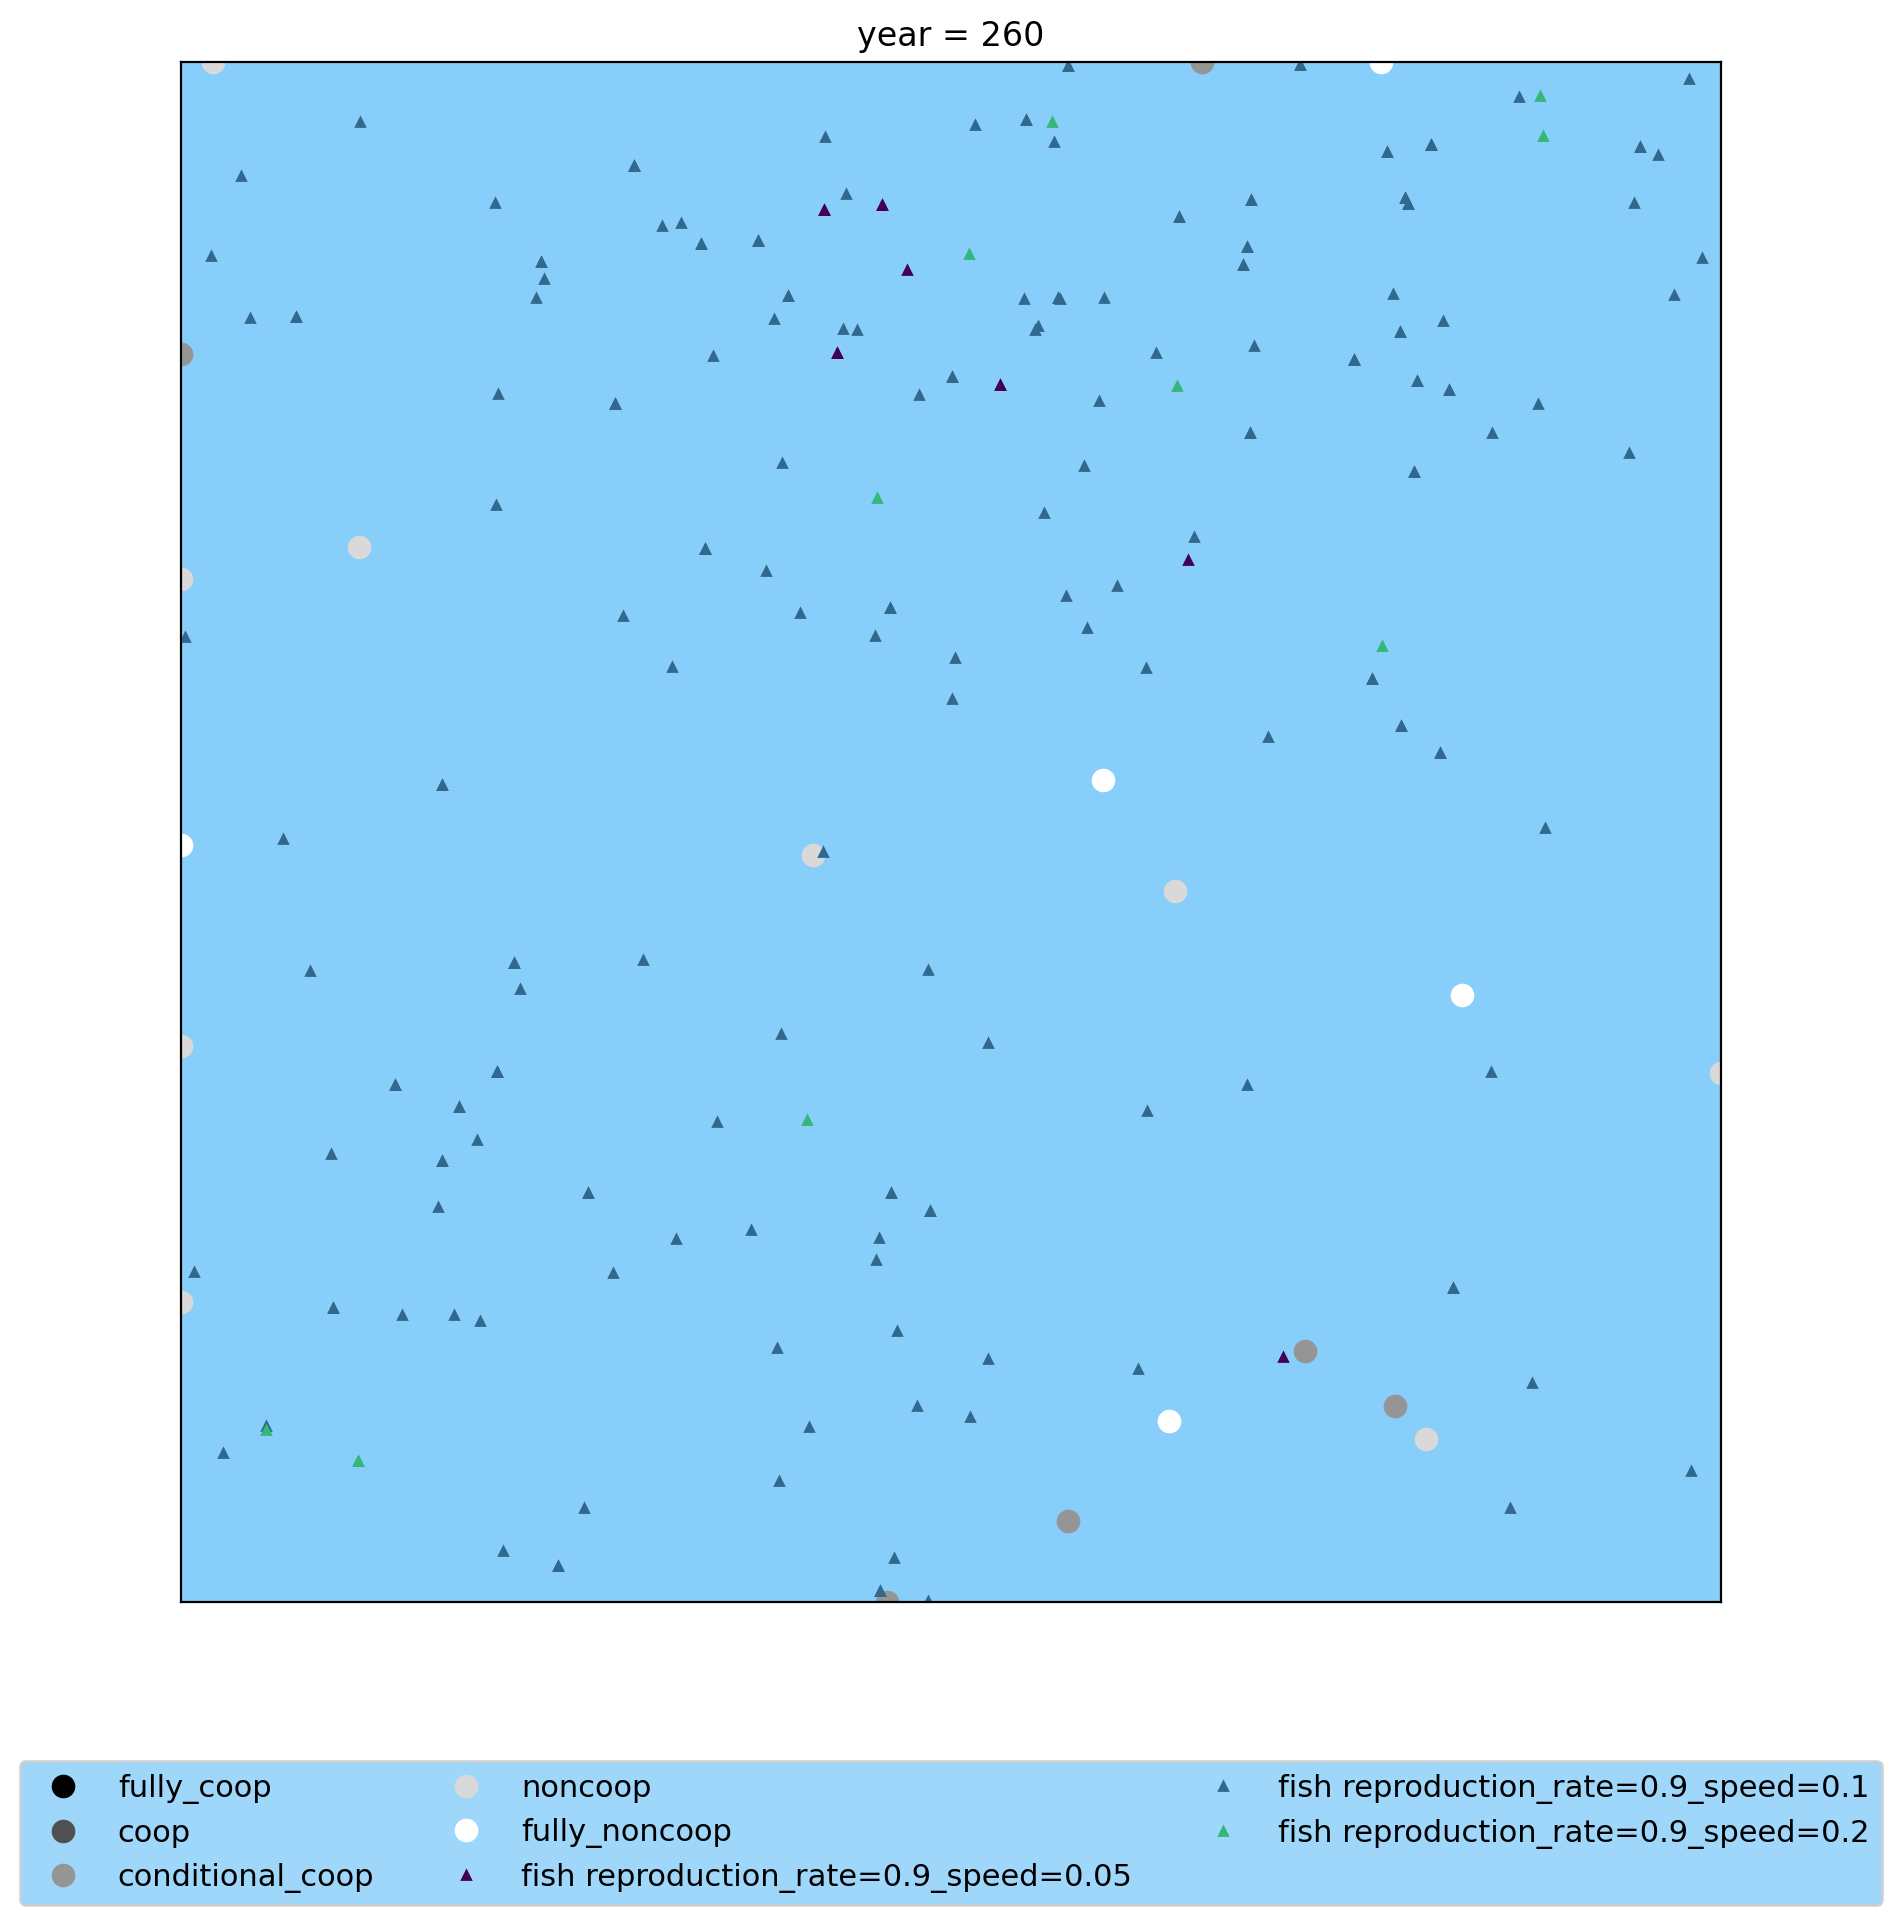 year = 260
fully_coop
coop
conditional_coop
noncoop
fully_noncoop
fish reproduction_rate=0.9_speed=0.05
fish reproduction_rate=0.9_speed=0.1
fish reproduction_rate=0.9_speed=0.2